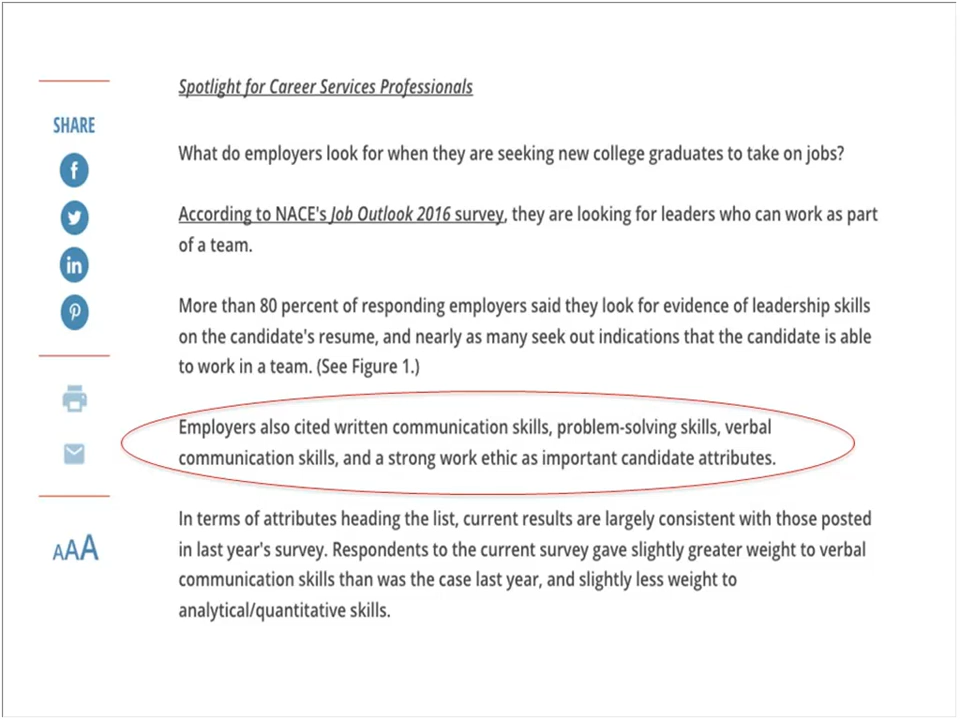 Spotlight for Career Services Professionals
SHARE
What do employers look for when they are seeking new college graduates to take on jobs?
According to NACE's Job Outlook 2016 survey, they are looking for leaders who can work as part
of a team.
More than 80 percent of responding employers said they look for evidence of leadership skills
on the candidate's resume, and nearly as many seek out indications that the candidate is able
to work in a team. (See Figure 1.)
Employers also cited written communication skills, problem-solving skills, verbal
communication skills, and a strong work ethic as important candidate attributes.
In terms of attributes heading the list, current results are largely consistent with those posted
in last year's survey. Respondents to the current survey gave slightly greater weight to verbal
communication skills than was the case last year, and slightly less weight to
analytical/quantitative skills.
AAA